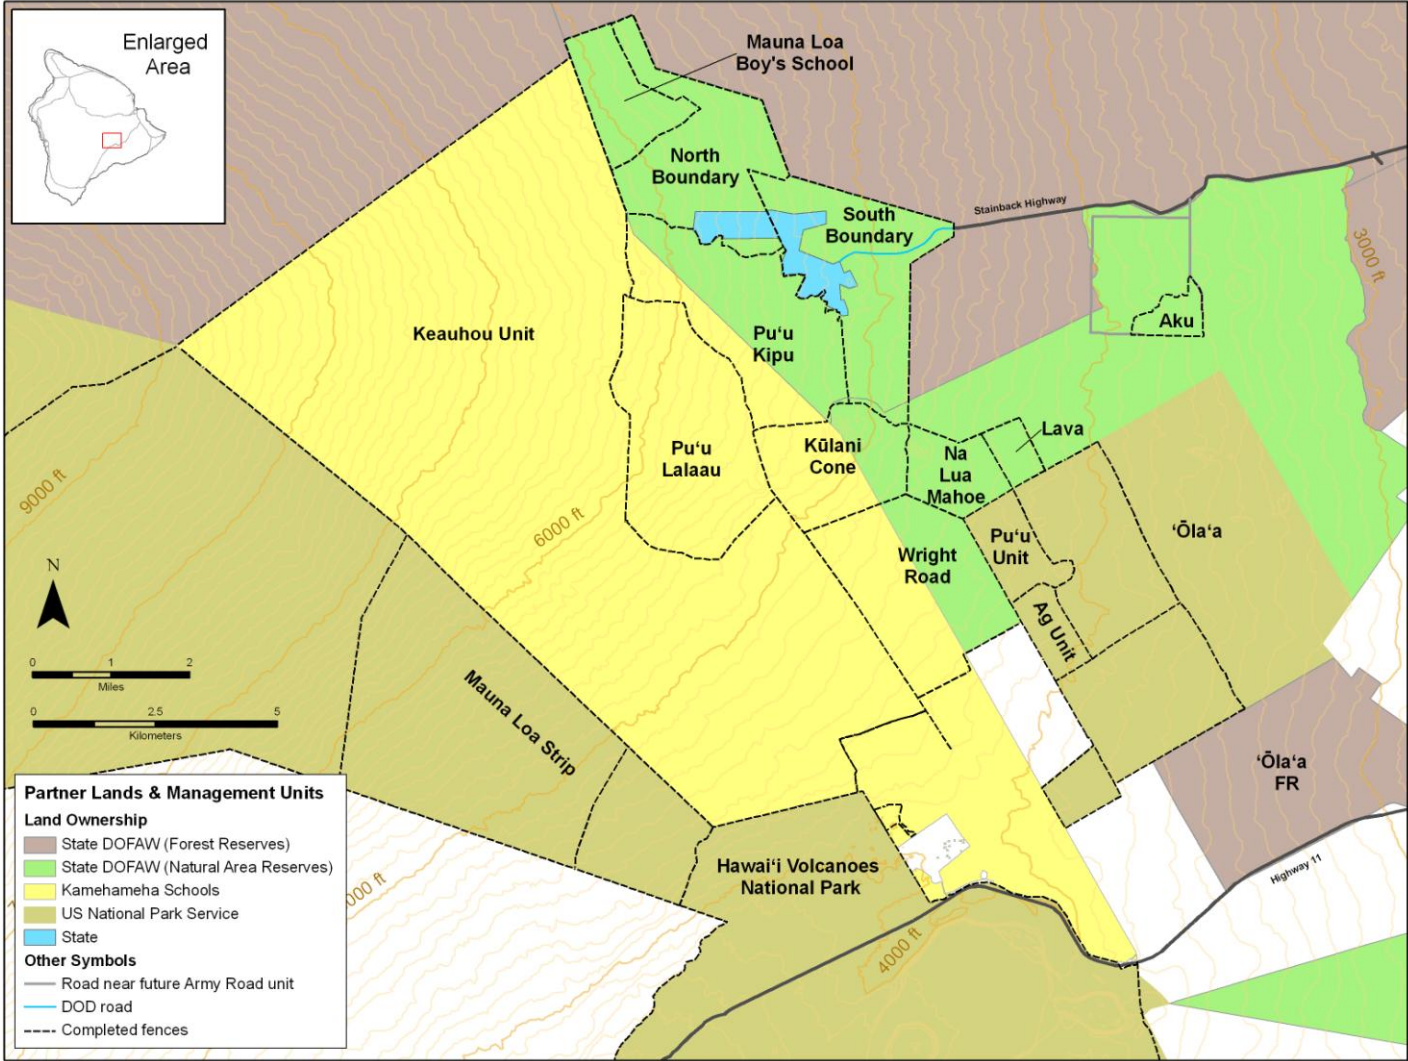 Enlarged
Area
Mauna Loa
Boy's School
North
Boundary
South
Boundary
Stainback Highway
3000 ft
Aku
Keauhou Unit
Pu‘u
Kipu
Pu‘u
Lalaau
Kūlani
Cone
Na
Lua
Mahoe
Lava
9000 ft
6000 ft
Wright
Road
Pu‘u
Unit
‘Ōla‘a
Ag Unit
N
0 1 2
Miles
0 2.5 5
Kilometers
Mauna Loa Strip
‘Ōla‘a
FR
Hawai‘i Volcanoes
National Park
Highway 11
4000 ft
000 ft
Partner Lands & Management Units
Land Ownership
State DOFAW (Forest Reserves)
State DOFAW (Natural Area Reserves)
Kamehameha Schools
US National Park Service
State
Other Symbols
Road near future Army Road unit
DOD road
Completed fences